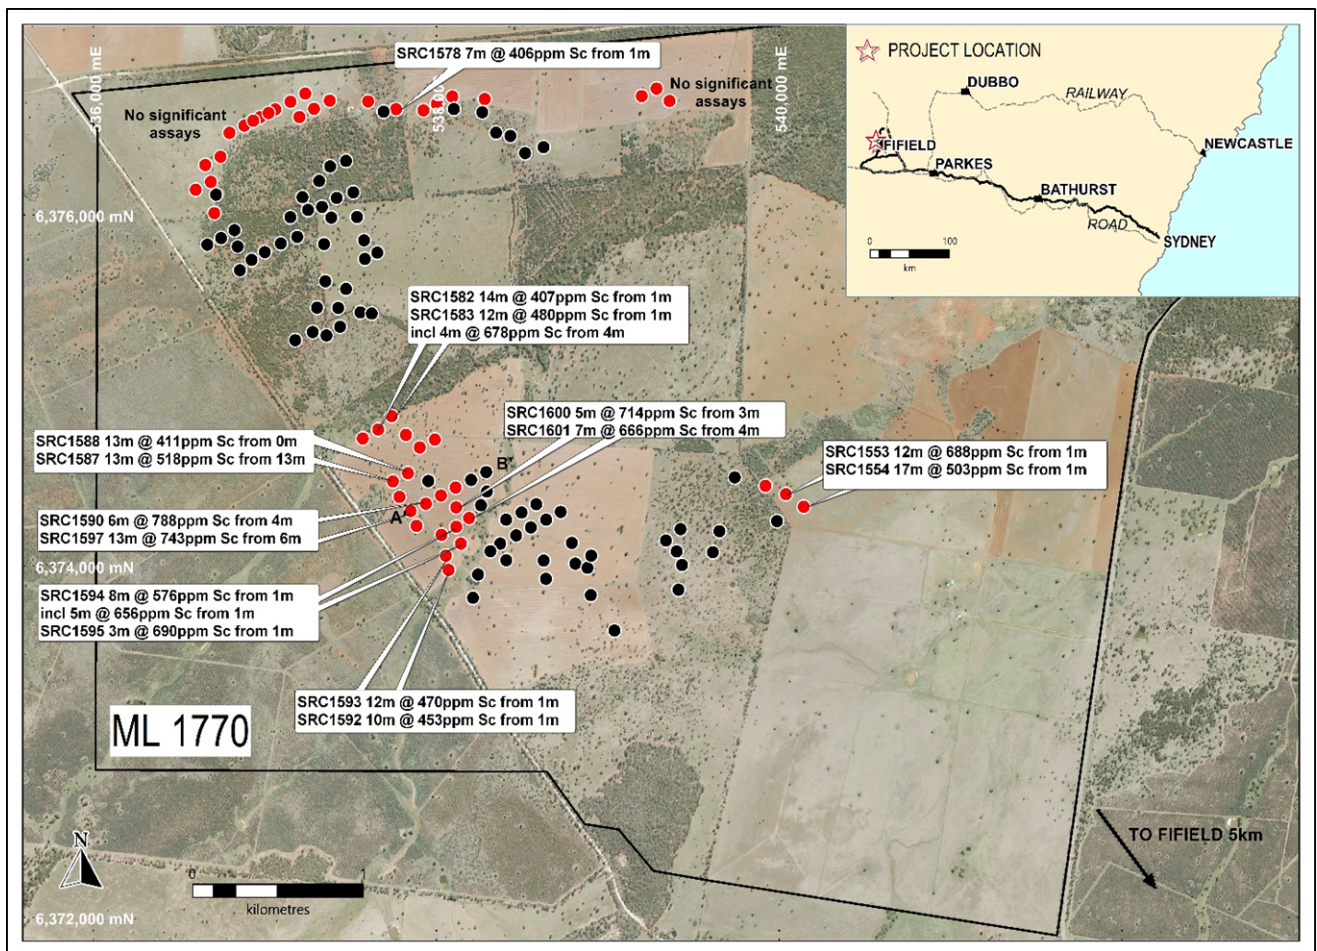 SRC1578 7m @ 406ppm Sc from 1m
536,000 mE
540,000 mE
No significant
assays
No significant
assays
6,376,000 mN
PROJECT LOCATION
DUBBO
RAILWAY
NEWCASTLE
FIFIELD
PARKES
BATHURST
ROAD
SYDNEY
0 100
km
SRC1582 14m @ 407ppm Sc from 1m
SRC1583 12m @ 480ppm Sc from 1m
incl 4m @ 678ppm Sc from 4m
SRC1600 5m @ 714ppm Sc from 3m
SRC1601 7m @ 666ppm Sc from 4m
SRC1588 13m @ 411ppm Sc from 0m
SRC1587 13m @ 518ppm Sc from 13m
SRC1553 12m @ 688ppm Sc from 1m
SRC1554 17m @ 503ppm Sc from 1m
B'
A
SRC1590 6m @ 788ppm Sc from 4m
SRC1597 13m @ 743ppm Sc from 6m
6,374,000 mN
SRC1594 8m @ 576ppm Sc from 1m
incl 5m @ 656ppm Sc from 1m
SRC1595 3m @ 690ppm Sc from 1m
SRC1593 12m @ 470ppm Sc from 1m
SRC1592 10m @ 453ppm Sc from 1m
ML 1770
TO FIFIELD 5km
N
0 1
kilometres
6,372,000 mN